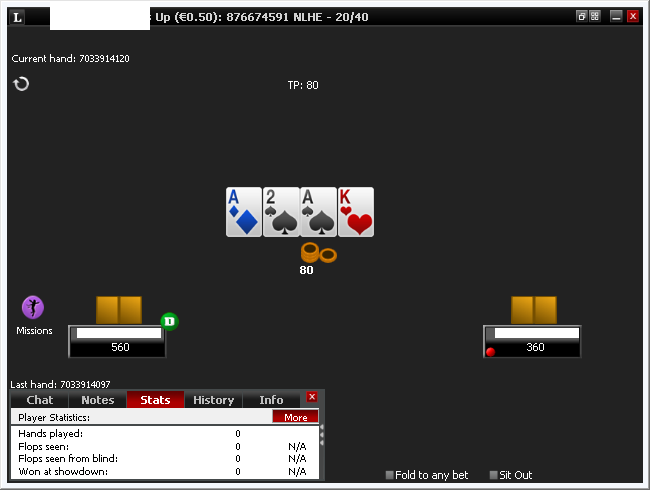 L s Up (€0.50): 876674591 NLHE - 20/40
Current hand: 7033914120
TP: 80
A 2 A K
80
Missions
D
560
360
Last hand: 7033914097
Chat Notes Stats History Info
Player Statistics: More
Hands played: 0
Flops seen: 0 N/A
Flops seen from blind: 0 N/A
Won at showdown: 0 N/A
Fold to any bet Sit Out